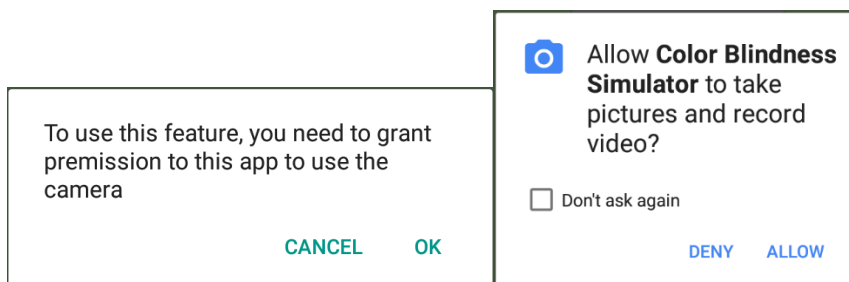 To use this feature, you need to grant
premission to this app to use the
camera
CANCEL OK
Allow Color Blindness
Simulator to take
pictures and record
video?
Don't ask again
DENY ALLOW